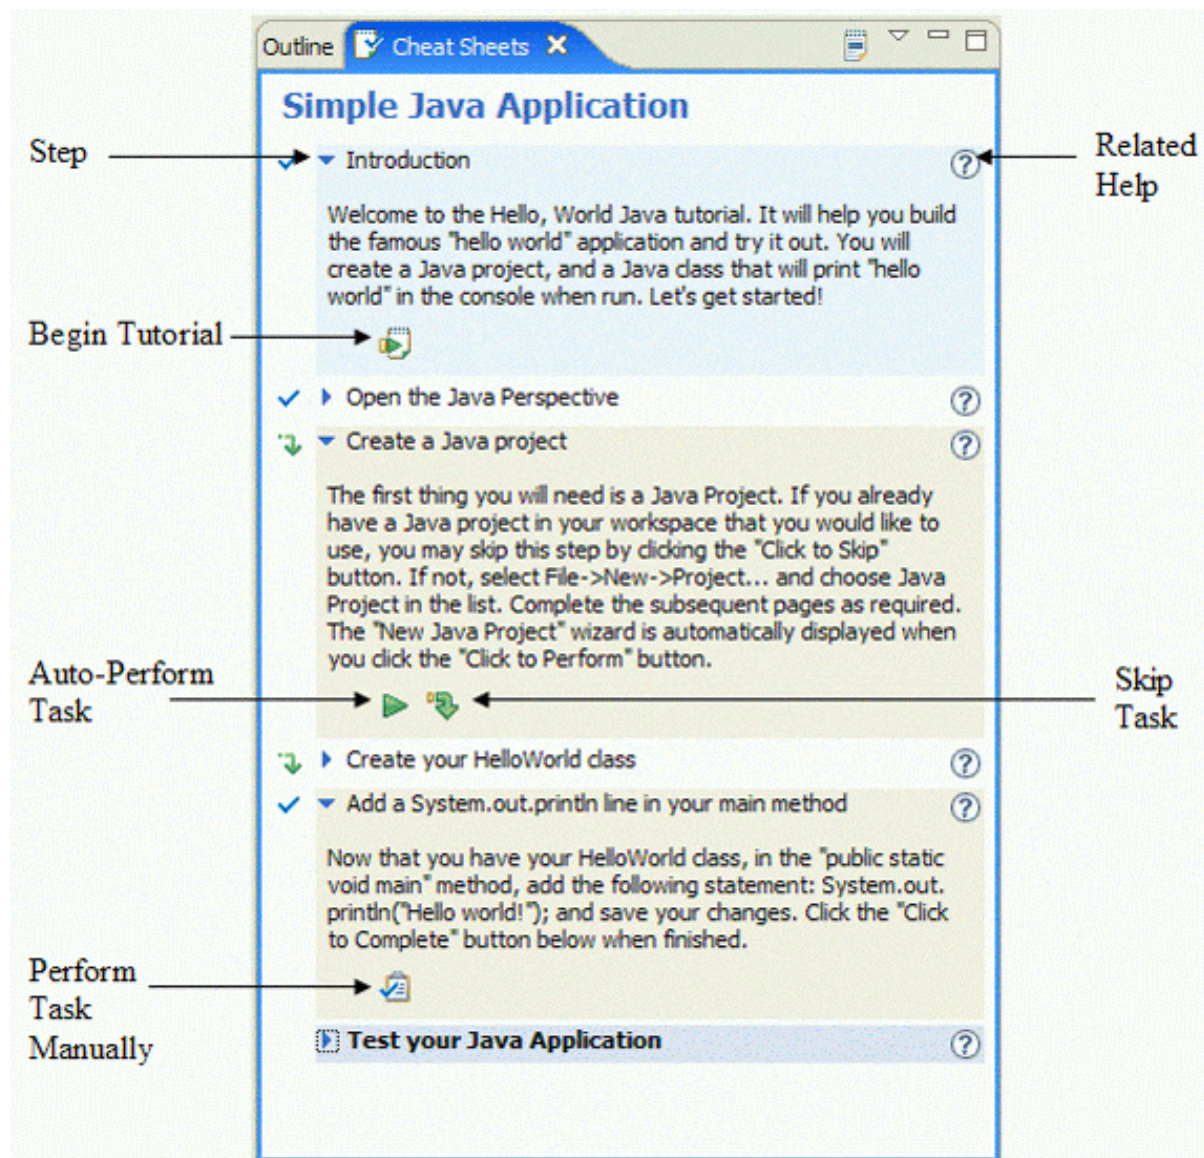 Outline Cheat Sheets
Simple Java Application
Step
Introduction
Related
Help
Welcome to the Hello, World Java tutorial. It will help you build
the famous "hello world" application and try it out. You will
create a Java project, and a Java class that will print "hello
world" in the console when run. Let's get started!
Begin Tutorial
Open the Java Perspective
Create a Java project
The first thing you will need is a Java Project. If you already
have a Java project in your workspace that you would like to
use, you may skip this step by clicking the "Click to Skip"
button. If not, select File->New->Project... and choose Java
Project in the list. Complete the subsequent pages as required.
The "New Java Project" wizard is automatically displayed when
you click the "Click to Perform" button.
Auto-Perform
Task
Skip
Task
Create your HelloWorld class
Add a System.out.println line in your main method
Now that you have your HelloWorld class, in the "public static
void main" method, add the following statement: System.out.
println("Hello world!"); and save your changes. Click the "Click
to Complete" button below when finished.
Perform
Task
Manually
Test your Java Application